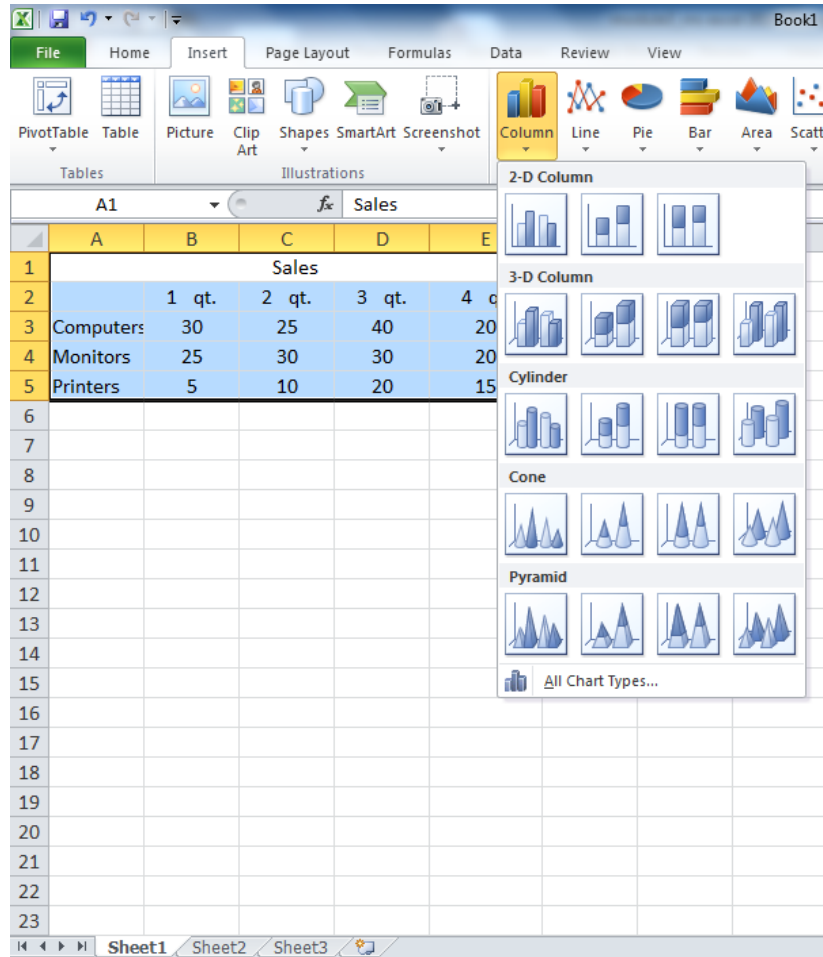 Book1
File Home Insert Page Layout Formulas Data Review View
PivotTable Table Picture Clip Art Shapes SmartArt Screenshot Column Line Pie Bar Area Scatt
Tables Illustrations
A1 fx Sales
2-D Column
A B C D E
1 Sales
3-D Column
2 1 qt. 2 qt. 3 qt. 4 q
3 Computers 30 25 40 20
4 Monitors 25 30 30 20
Cylinder
5 Printers 5 10 20 15
6
7
8
Cone
9
10
11
Pyramid
12
13
14
15
All Chart Types...
16
17
18
19
20
21
22
23
Sheet1 Sheet2 Sheet3